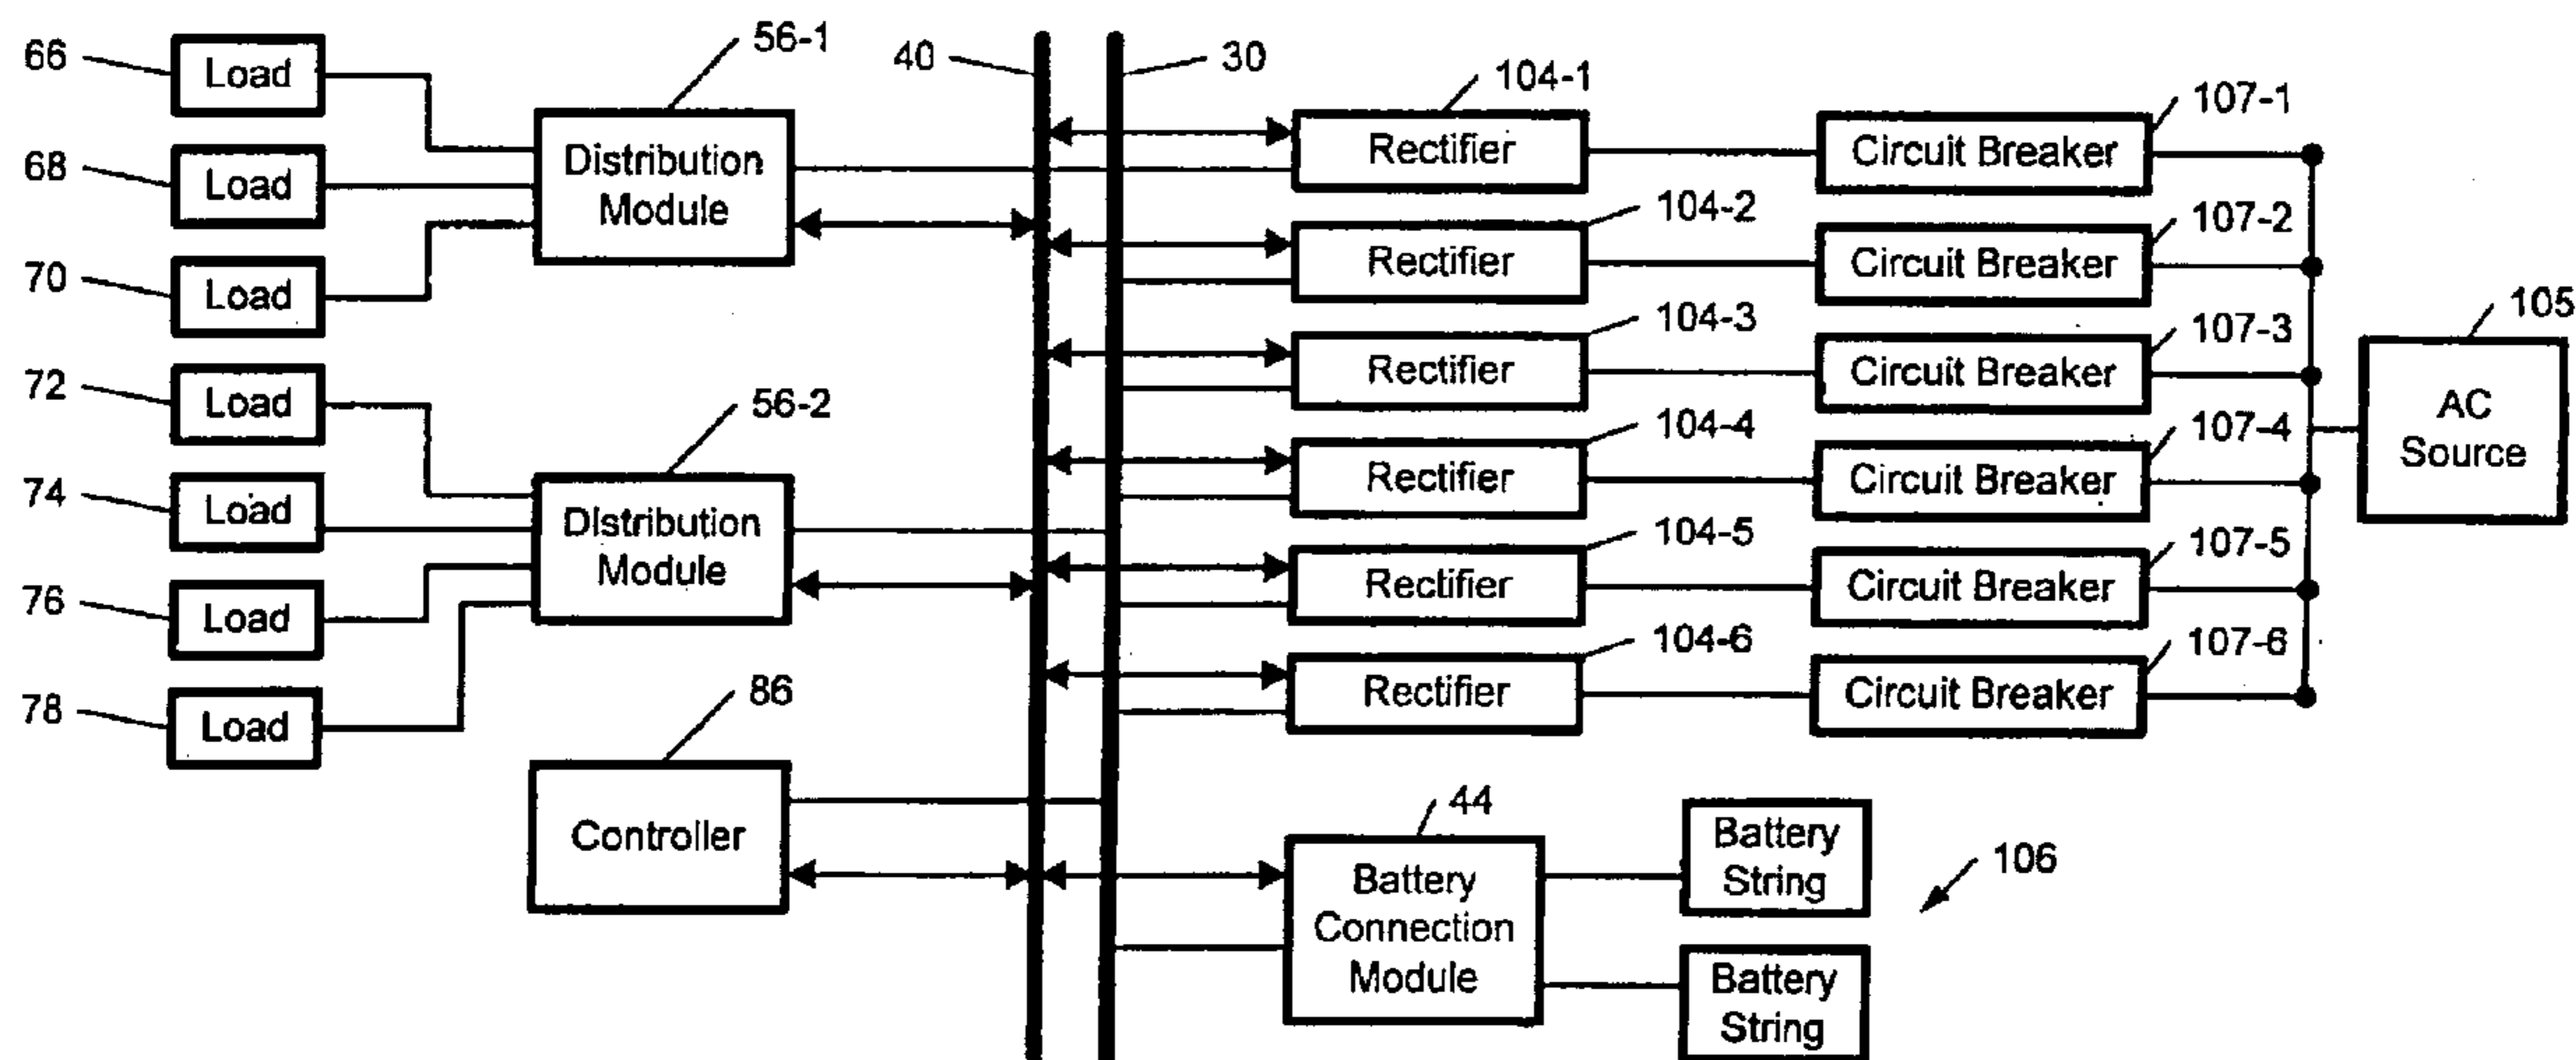 66
Load
68
Load
70
Load
72
Load
74
Load
76
Load
78
Load
56-1
Distribution
Module
56-2
Distribution
Module
86
Controller
40
30
104-1
Rectifier
104-2
Rectifier
104-3
Rectifier
104-4
Rectifier
104-5
Rectifier
104-6
Rectifier
107-1
Circuit Breaker
107-2
Circuit Breaker
107-3
Circuit Breaker
107-4
Circuit Breaker
107-5
Circuit Breaker
107-6
Circuit Breaker
105
AC
Source
44
Battery
Connection
Module
Battery
String
Battery
String
106